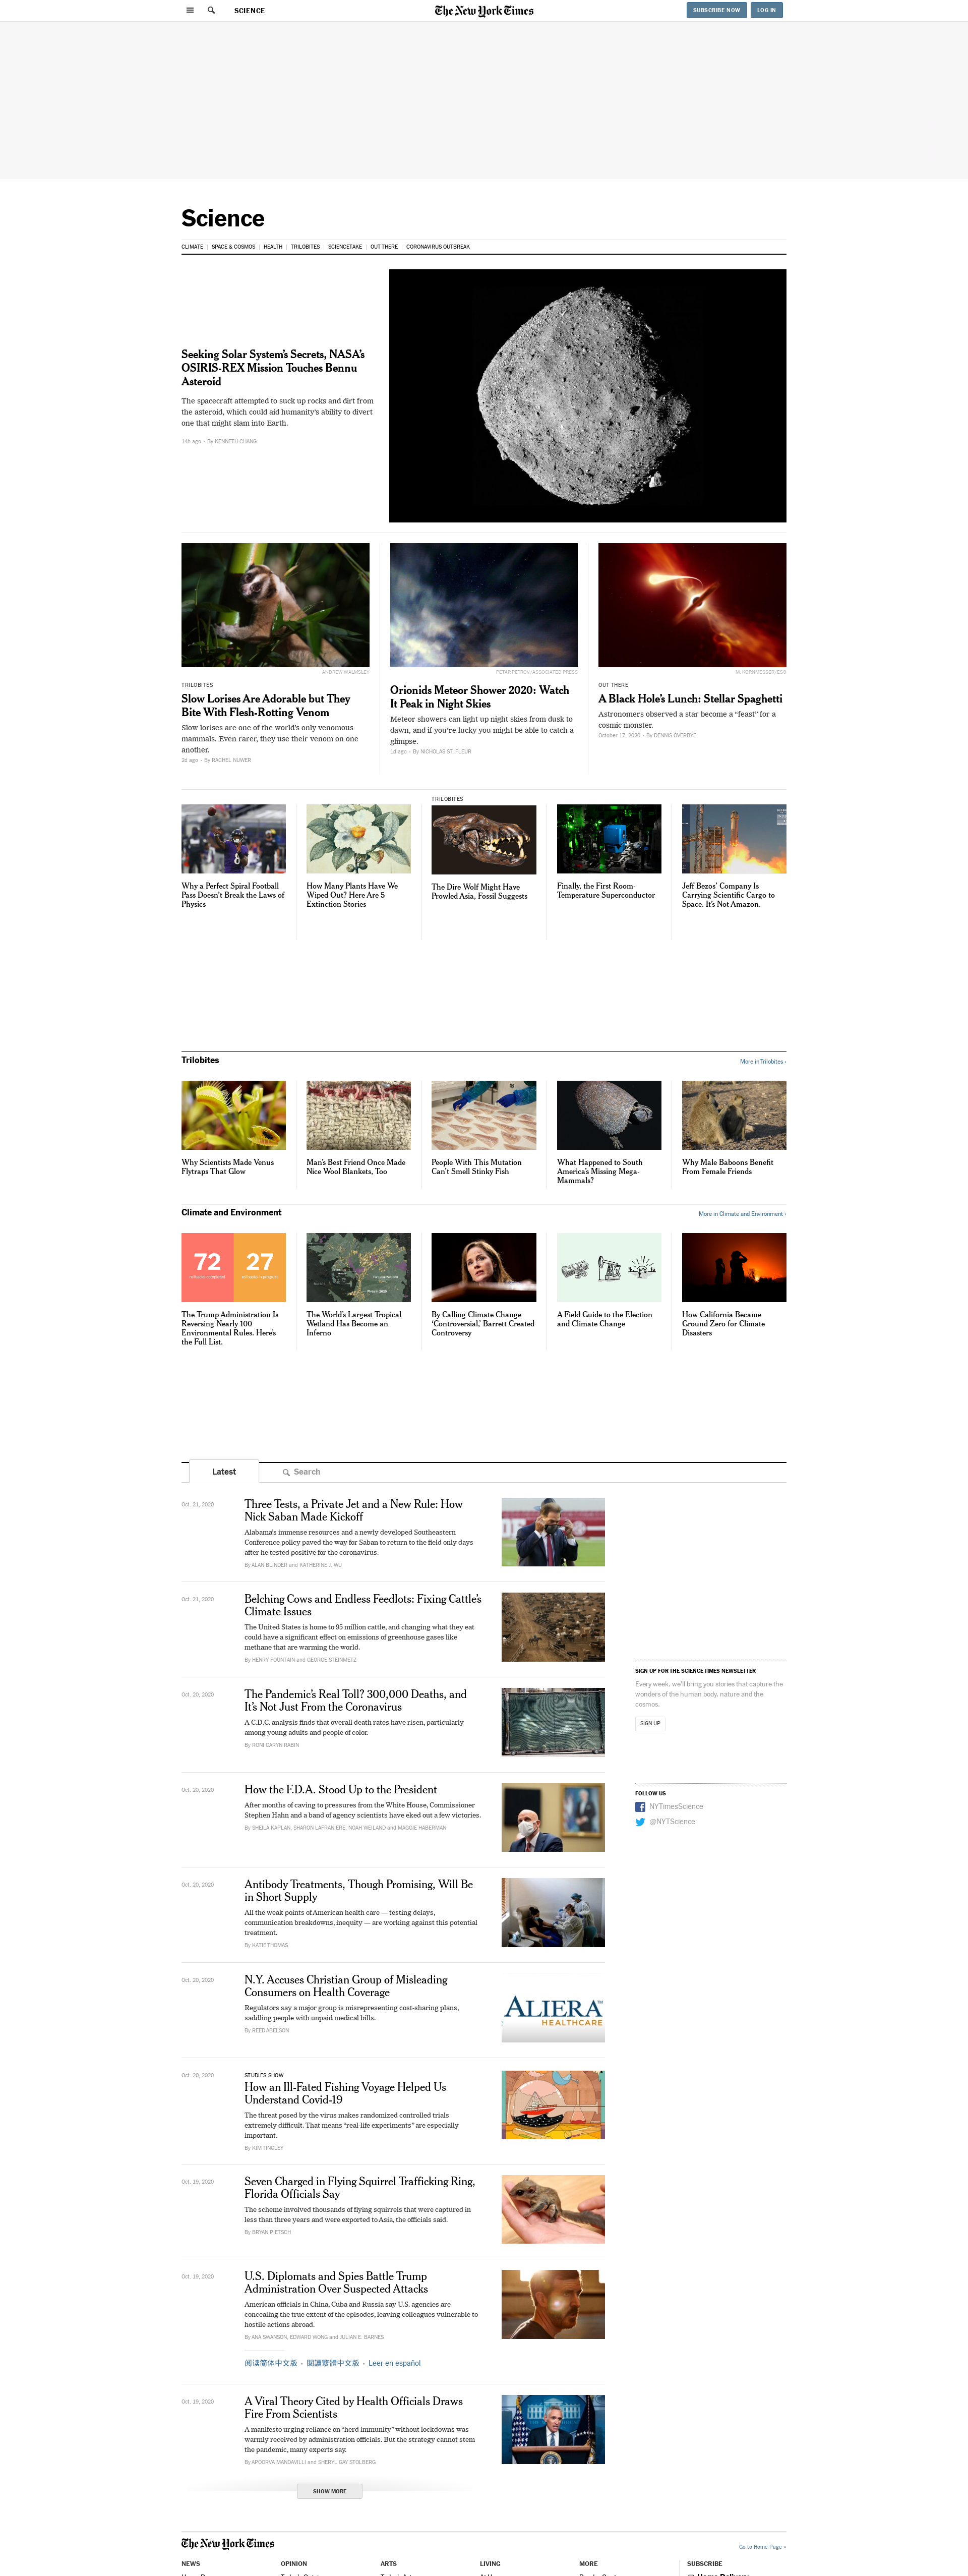 SCIENCE
The New York Times
SUBSCRIBE NOW
LOG IN
Science
CLIMATE
SPACE & COSMOS
HEALTH
TRILOBITES
SCIENCETAKE
OUT THERE
CORONAVIRUS OUTBREAK
Seeking Solar System's Secrets, NASA's
OSIRIS-REX Mission Touches Bennu
Asteroid
The spacecraft attempted to suck up rocks and dirt from
the asteroid, which could aid humanity's ability to divert
one that might slam into Earth.
14h ago - By KENNETH CHANG
ANDREW WALMSLEY
TRILOBITES
Slow Lorises Are Adorable but They
Bite With Flesh-Rotting Venom
Slow lorises are one of the world's only venomous
mammals. Even rarer, they use their venom on one
another.
2d ago - By RACHEL NUWER
PETAR PETROV/ASSOCIATED PRESS
Orionids Meteor Shower 2020: Watch
It Peak in Night Skies
Meteor showers can light up night skies from dusk to
dawn, and if you're lucky you might be able to catch a
glimpse.
1d ago - By NICHOLAS ST. FLEUR
M. KORNMESSER/ESO
OUT THERE
A Black Hole's Lunch: Stellar Spaghetti
Astronomers observed a star become a “feast” for a
cosmic monster.
October 17, 2020 - By DENNIS OVERBYE
Why a Perfect Spiral Football
Pass Doesn't Break the Laws of
Physics
How Many Plants Have We
Wiped Out? Here Are 5
Extinction Stories
TRILOBITES
The Dire Wolf Might Have
Prowled Asia, Fossil Suggests
Finally, the First Room-
Temperature Superconductor
Jeff Bezos' Company Is
Carrying Scientific Cargo to
Space. It's Not Amazon.
Trilobites
More in Trilobites ›
Why Scientists Made Venus
Flytraps That Glow
Man's Best Friend Once Made
Nice Wool Blankets, Too
People With This Mutation
Can't Smell Stinky Fish
What Happened to South
America's Missing Mega-
Mammals?
Why Male Baboons Benefit
From Female Friends
Climate and Environment
More in Climate and Environment ›
72
rollbacks completed
27
rollbacks in progress
The Trump Administration Is
Reversing Nearly 100
Environmental Rules. Here's
the Full List.
The World's Largest Tropical
Wetland Has Become an
Inferno
By Calling Climate Change
‘Controversial,’ Barrett Created
Controversy
A Field Guide to the Election
and Climate Change
How California Became
Ground Zero for Climate
Disasters
Latest
Search
Oct. 21, 2020
Three Tests, a Private Jet and a New Rule: How
Nick Saban Made Kickoff
Alabama's immense resources and a newly developed Southeastern
Conference policy paved the way for Saban to return to the field only days
after he tested positive for the coronavirus.
By ALAN BLINDER and KATHERINE J. WU
Oct. 21, 2020
Belching Cows and Endless Feedlots: Fixing Cattle's
Climate Issues
The United States is home to 95 million cattle, and changing what they eat
could have a significant effect on emissions of greenhouse gases like
methane that are warming the world.
By HENRY FOUNTAIN and GEORGE STEINMETZ
SIGN UP FOR THE SCIENCE TIMES NEWSLETTER
Every week, we'll bring you stories that capture the
wonders of the human body, nature and the
cosmos.
SIGN UP
Oct. 20, 2020
The Pandemic's Real Toll? 300,000 Deaths, and
It's Not Just From the Coronavirus
A C.D.C. analysis finds that overall death rates have risen, particularly
among young adults and people of color.
By RONI CARYN RABIN
FOLLOW US
NYTimesScience
@NYTScience
Oct. 20, 2020
How the F.D.A. Stood Up to the President
After months of caving to pressures from the White House, Commissioner
Stephen Hahn and a band of agency scientists have eked out a few victories.
By SHEILA KAPLAN, SHARON LAFRANIERE, NOAH WEILAND and MAGGIE HABERMAN
Oct. 20, 2020
Antibody Treatments, Though Promising, Will Be
in Short Supply
All the weak points of American health care — testing delays,
communication breakdowns, inequity — are working against this potential
treatment.
By KATIE THOMAS
Oct. 20, 2020
N.Y. Accuses Christian Group of Misleading
Consumers on Health Coverage
Regulators say a major group is misrepresenting cost-sharing plans,
saddling people with unpaid medical bills.
By REED ABELSON
ALIERA™
HEALTHCARE
Oct. 20, 2020
STUDIES SHOW
How an Ill-Fated Fishing Voyage Helped Us
Understand Covid-19
The threat posed by the virus makes randomized controlled trials
extremely difficult. That means “real-life experiments” are especially
important.
By KIM TINGLEY
Oct. 19, 2020
Seven Charged in Flying Squirrel Trafficking Ring,
Florida Officials Say
The scheme involved thousands of flying squirrels that were captured in
less than three years and were exported to Asia, the officials said.
By BRYAN PIETSCH
Oct. 19, 2020
U.S. Diplomats and Spies Battle Trump
Administration Over Suspected Attacks
American officials in China, Cuba and Russia say U.S. agencies are
concealing the true extent of the episodes, leaving colleagues vulnerable to
hostile actions abroad.
By ANA SWANSON, EDWARD WONG and JULIAN E. BARNES
阅读简体中文版 • 閱讀繁體中文版 • Leer en español
Oct. 19, 2020
A Viral Theory Cited by Health Officials Draws
Fire From Scientists
A manifesto urging reliance on “herd immunity” without lockdowns was
warmly received by administration officials. But the strategy cannot stem
the pandemic, many experts say.
By APOORVA MANDAVILLI and SHERYL GAY STOLBERG
SHOW MORE
The New York Times
Go to Home Page »
NEWS
OPINION
ARTS
LIVING
MORE
SUBSCRIBE